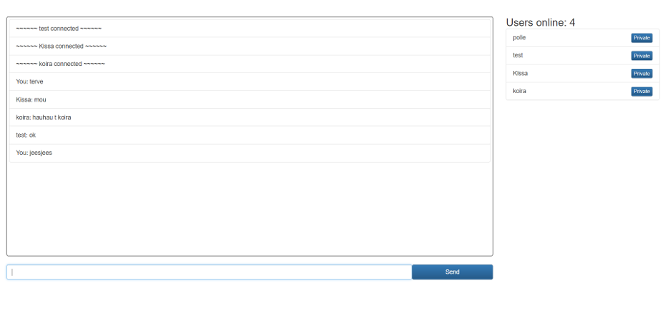 ~~~~~~ test connected ~~~~~~
~~~~~~ Kissa connected ~~~~~~
~~~~~~ koira connected ~~~~~~
You: terve
Kissa: mou
koira: hauhau t koira
test: ok
You: jeesjees
Send
Users online: 4
polle Private
test Private
Kissa Private
koira Private